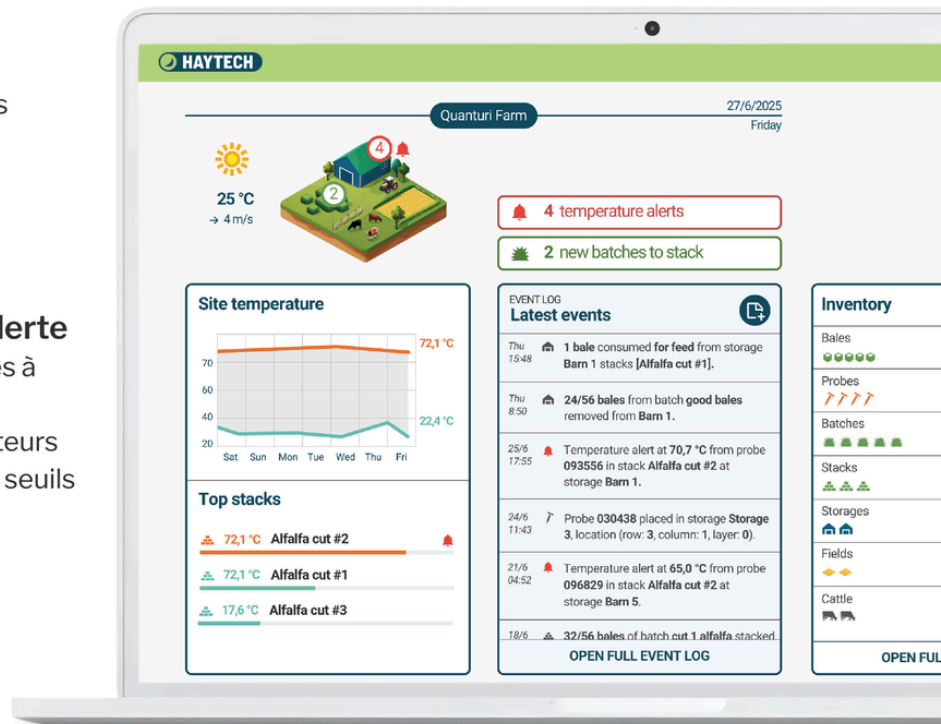 s
lerte
es à
teurs
seuils
HAYTECH
Quanturi Farm
27/6/2025
Friday
25 °C
→ 4 m/s
4
2
4 temperature alerts
2 new batches to stack
Site temperature
72,1 °C
70
60
40
22,4 °C
20
Sat Sun Mon Tue Wed Thu Fri
Top stacks
72,1 °C Alfalfa cut #2
72,1 °C Alfalfa cut #1
17,6 °C Alfalfa cut #3
EVENT LOG
Latest events
Thu
15:48
1 bale consumed for feed from storage
Barn 1 stacks [Alfalfa cut #1].
Thu
8:50
24/56 bales from batch good bales
removed from Barn 1.
25/6
17:55
Temperature alert at 70,7 °C from probe
093556 in stack Alfalfa cut #2 at
storage Barn 1.
24/6
11:43
Probe 030438 placed in storage Storage
3, location (row: 3, column: 1, layer: 0).
21/6
04:52
Temperature alert at 65,0 °C from probe
096829 in stack Alfalfa cut #2 at
storage Barn 5.
18/6
32/56 bales of batch cut 1 alfalfa stacked
OPEN FULL EVENT LOG
Inventory
Bales
Probes
Batches
Stacks
Storages
Fields
Cattle
OPEN FUL